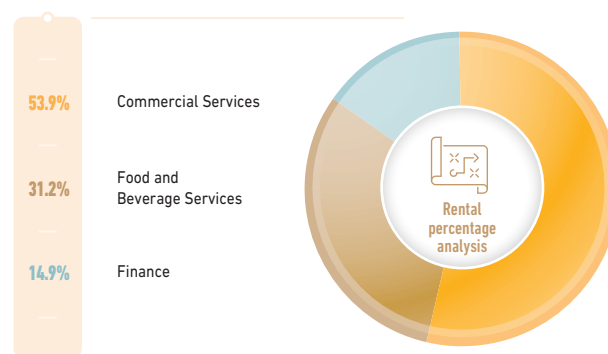 53.9%
Commercial Services
31.2%
Food and
Beverage Services
14.9%
Finance
Rental
percentage
analysis